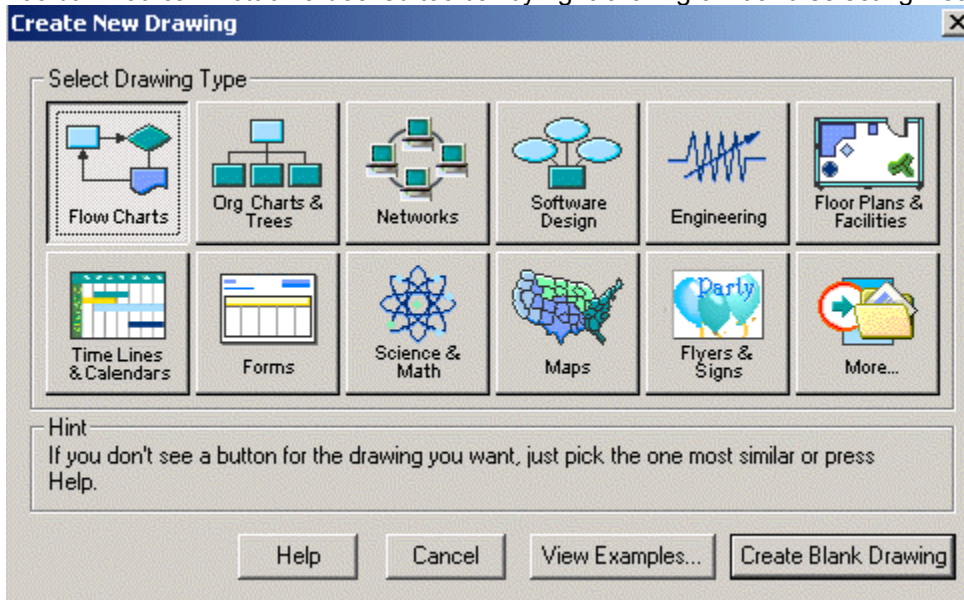 Create New Drawing
Select Drawing Type
Flow Charts
Org Charts &
Trees
Networks
Software
Design
Engineering
Floor Plans &
Facilities
Time Lines
& Calendars
Forms
Science &
Math
Maps
Party
Flyers &
Signs
More...
Hint
If you don't see a button for the drawing you want, just pick the one most similar or press
Help.
Help
Cancel
View Examples...
Create Blank Drawing